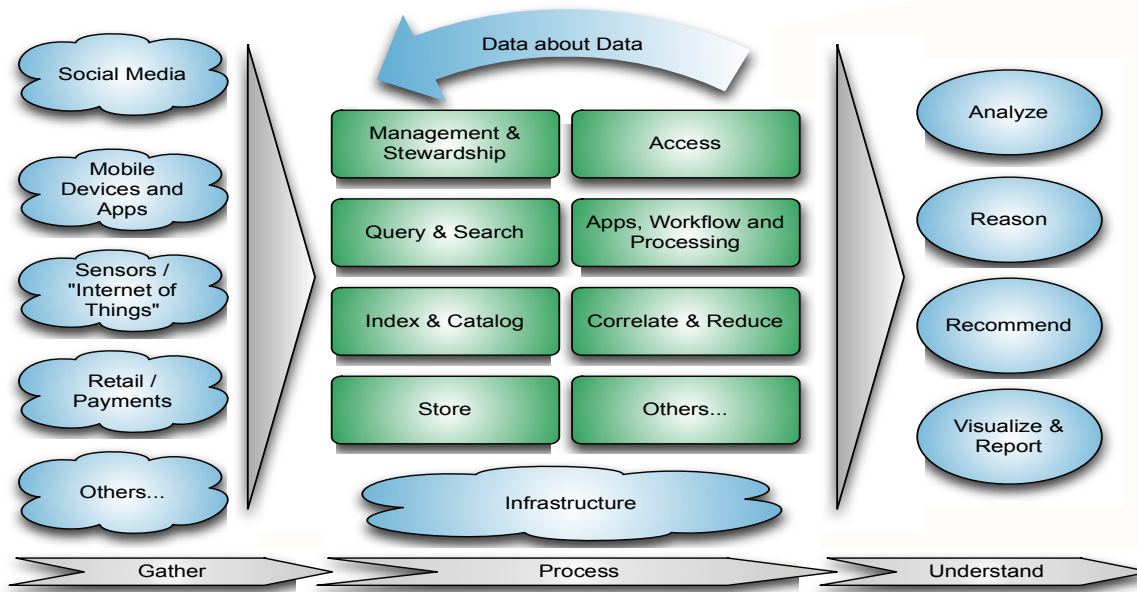 Data about Data
Social Media
Mobile
Devices and
Apps
Sensors /
"Internet of
Things"
Retail /
Payments
Others...
Management &
Stewardship
Access
Query & Search
Apps, Workflow and
Processing
Index & Catalog
Correlate & Reduce
Store
Others...
Infrastructure
Analyze
Reason
Recommend
Visualize &
Report
Gather
Process
Understand